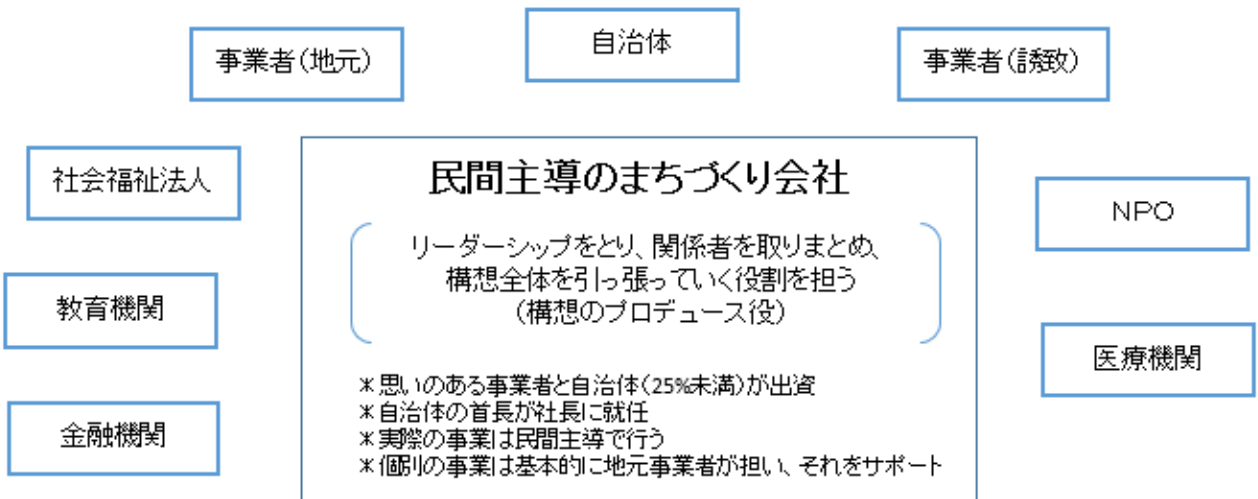 自治体
事業者(地元)
事業者(誘致)
社会福祉法人
民間主導のまちづくり会社
NPO
リーダーシップをとり、関係者を取りまとめ、
構想全体を引っ張っていく役割を担う
(構想のプロデュース役)
教育機関
医療機関
*思いのある事業者と自治体(25%未満)が出資
*自治体の首長が社長に就任
*実際の事業は民間主導で行う
*個別の事業は基本的に地元事業者が担い、それをサポート
金融機関